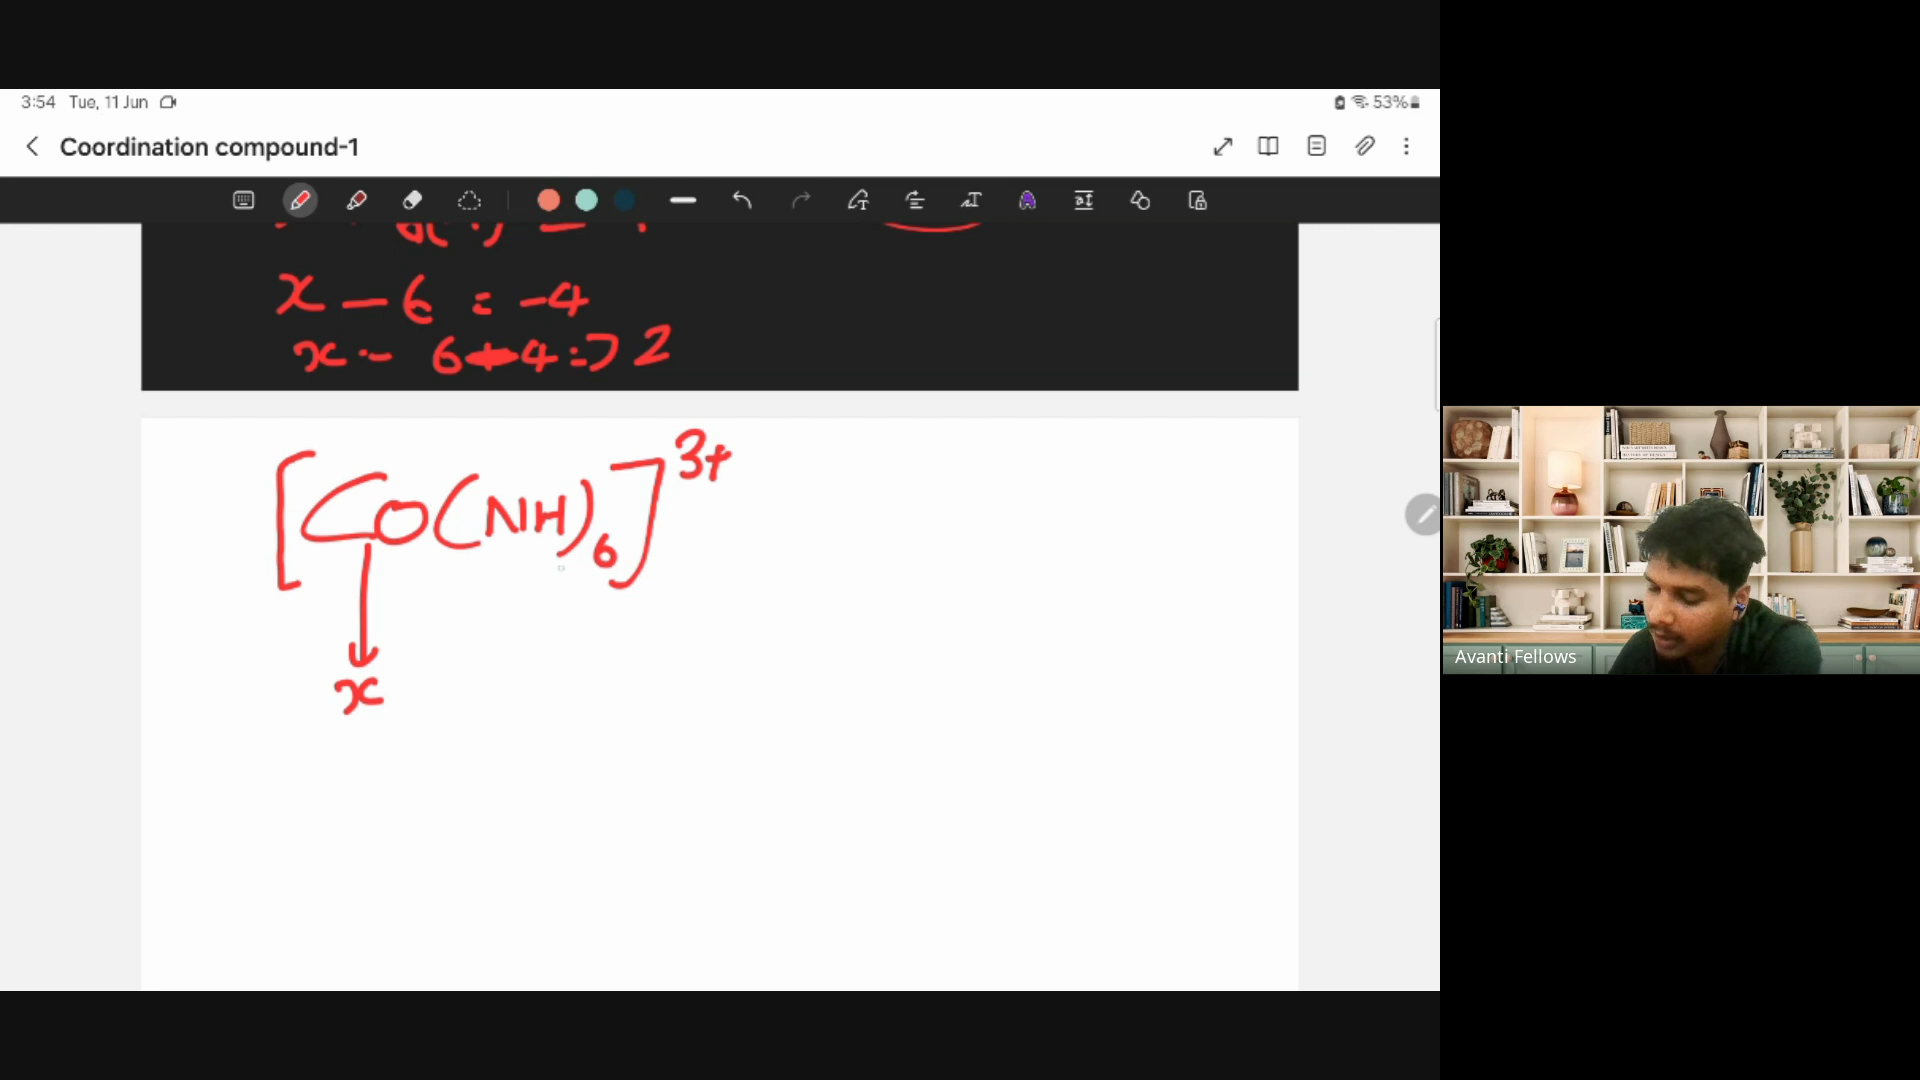 3:54 Tue, 11 Jun 53%
Coordination compound-1
x - 6 = -4
x - 6+4 => 2
[CO(NH)6]3+
x
Avanti Fellows